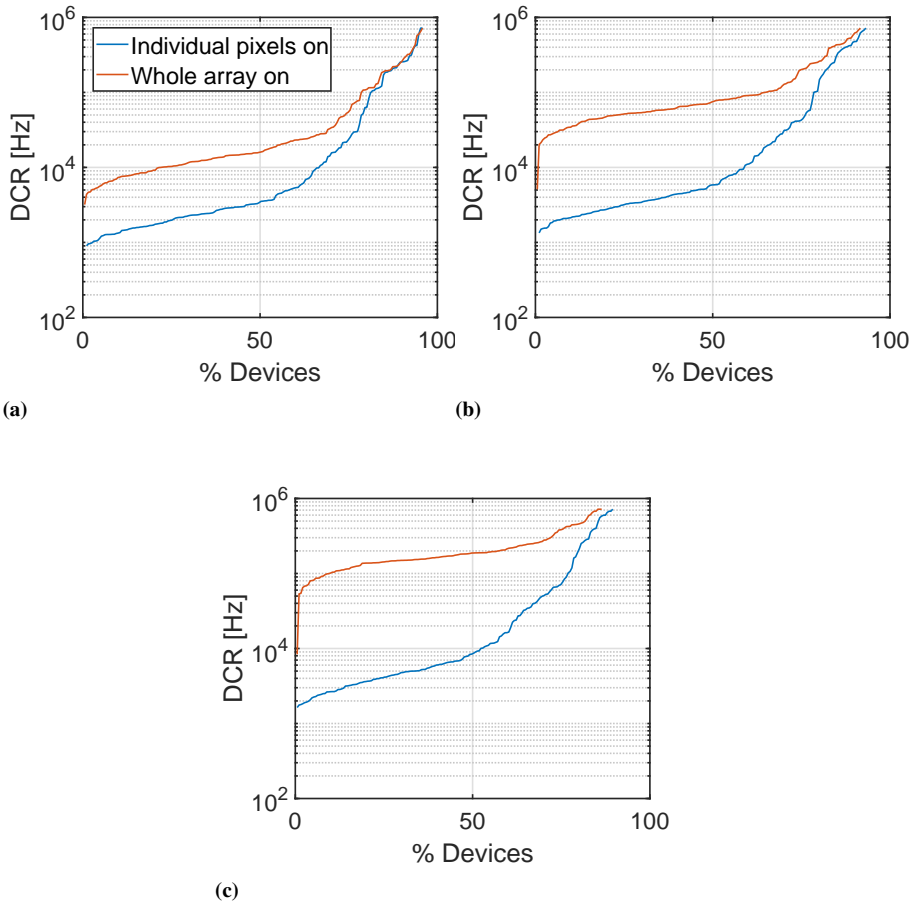 10^6
Individual pixels on
Whole array on
DCR [Hz]
10^4
10^2
0
50
100
% Devices
(a)
10^6
DCR [Hz]
10^4
10^2
0
50
100
% Devices
(b)
10^6
DCR [Hz]
10^4
10^2
0
50
100
% Devices
(c)